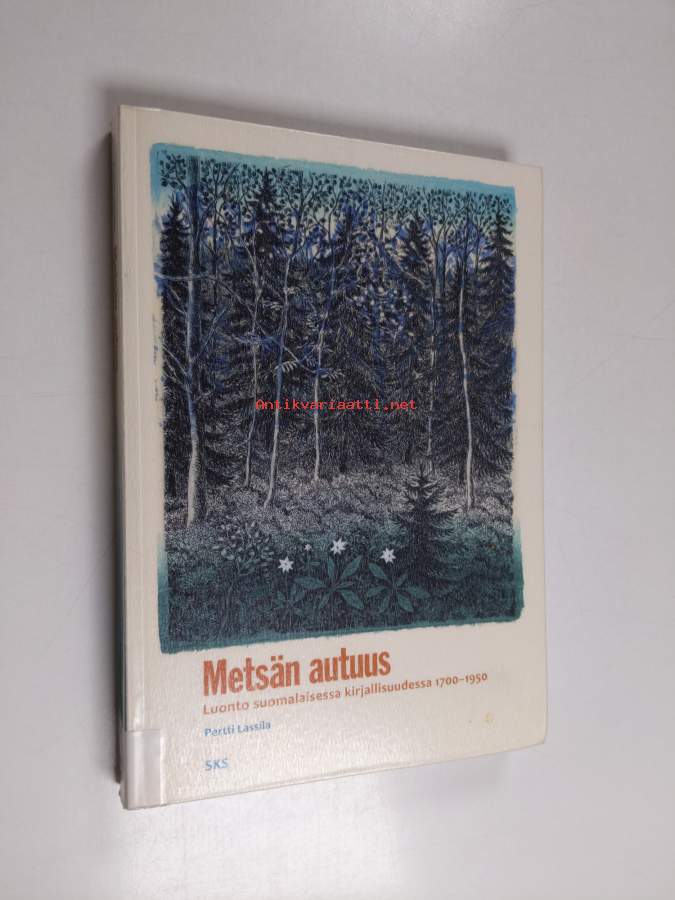 Antikvariaatti.net
Metsän autuus
Luonto suomalaisessa kirjallisuudessa 1700–1950
Pertti Lassila
SKS